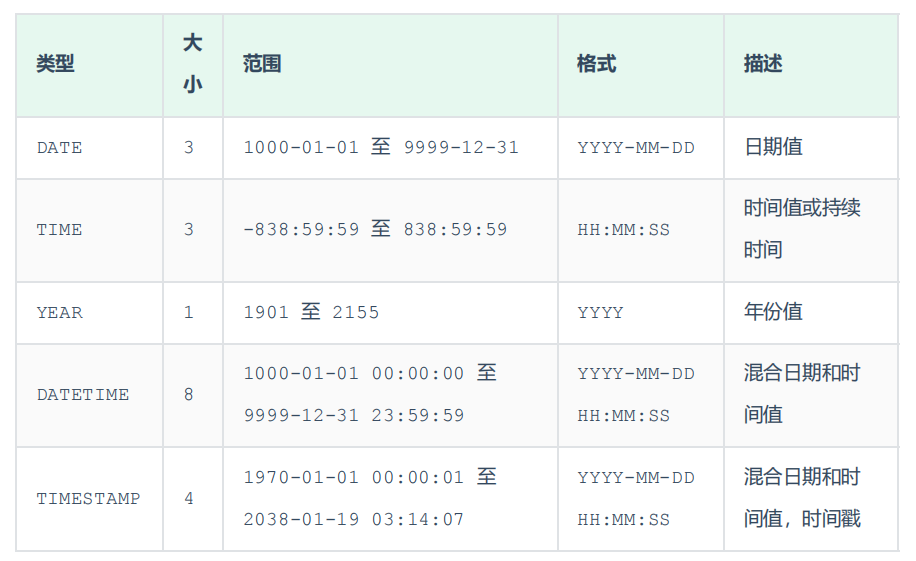 类型 大小 范围 格式 描述
DATE 3 1000-01-01 至 9999-12-31 YYYY-MM-DD 日期值
TIME 3 -838:59:59 至 838:59:59 HH:MM:SS 时间值或持续
时间
YEAR 1 1901 至 2155 YYYY 年份值
DATETIME 8 1000-01-01 00:00:00 至 YYYY-MM-DD 混合日期和时
9999-12-31 23:59:59 HH:MM:SS 间值
TIMESTAMP 4 1970-01-01 00:00:01 至 YYYY-MM-DD 混合日期和时
2038-01-19 03:14:07 HH:MM:SS 间值，时间戳